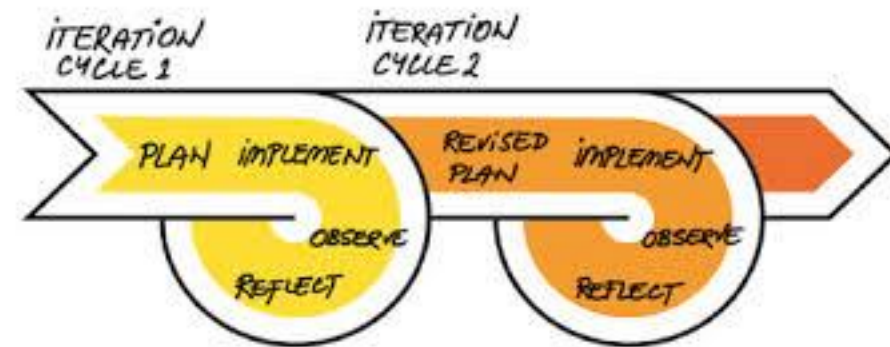 ITERATION
CYCLE 1
ITERATION
CYCLE 2
PLAN IMPLEMENT
OBSERVE
REFLECT
REVISED
PLAN
IMPLEMENT
OBSERVE
REFLECT